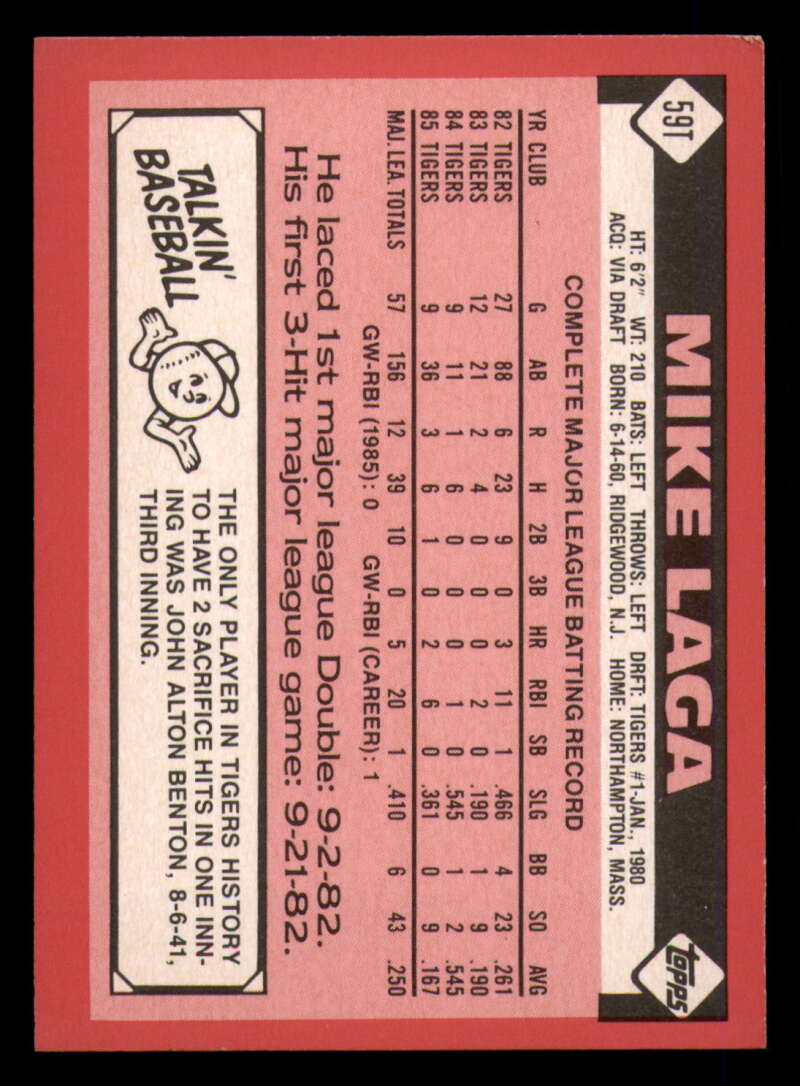 59T
MIKE LAGA
topps
HT: 6'2" WT: 210 BATS: LEFT THROWS: LEFT DRFT: TIGERS #1-JAN., 1980
ACQ: VIA DRAFT BORN: 6-14-60, RIDGEWOOD, N.J. HOME: NORTHAMPTON, MASS.
COMPLETE MAJOR LEAGUE BATTING RECORD
YR CLUB G AB R H 2B 3B HR RBI SB SLG BB SO AVG
82 TIGERS 27 88 6 23 9 0 3 11 1 .466 4 23 .261
83 TIGERS 12 21 2 4 0 0 0 2 0 .190 1 9 .190
84 TIGERS 9 11 1 6 0 0 0 1 0 .545 1 2 .545
85 TIGERS 9 36 3 6 1 0 2 6 0 .361 0 9 .167
MAJ. LEA. TOTALS 57 156 12 39 10 0 5 20 1 .410 6 43 .250
GW-RBI (1985): 0 GW-RBI (CAREER): 1
He laced 1st major league Double: 9-2-82.
His first 3-Hit major league game: 9-21-82.
TALKIN'
BASEBALL
THE ONLY PLAYER IN TIGERS HISTORY
TO HAVE 2 SACRIFICE HITS IN ONE INN-
ING WAS JOHN ALTON BENTON, 8-6-41,
THIRD INNING.